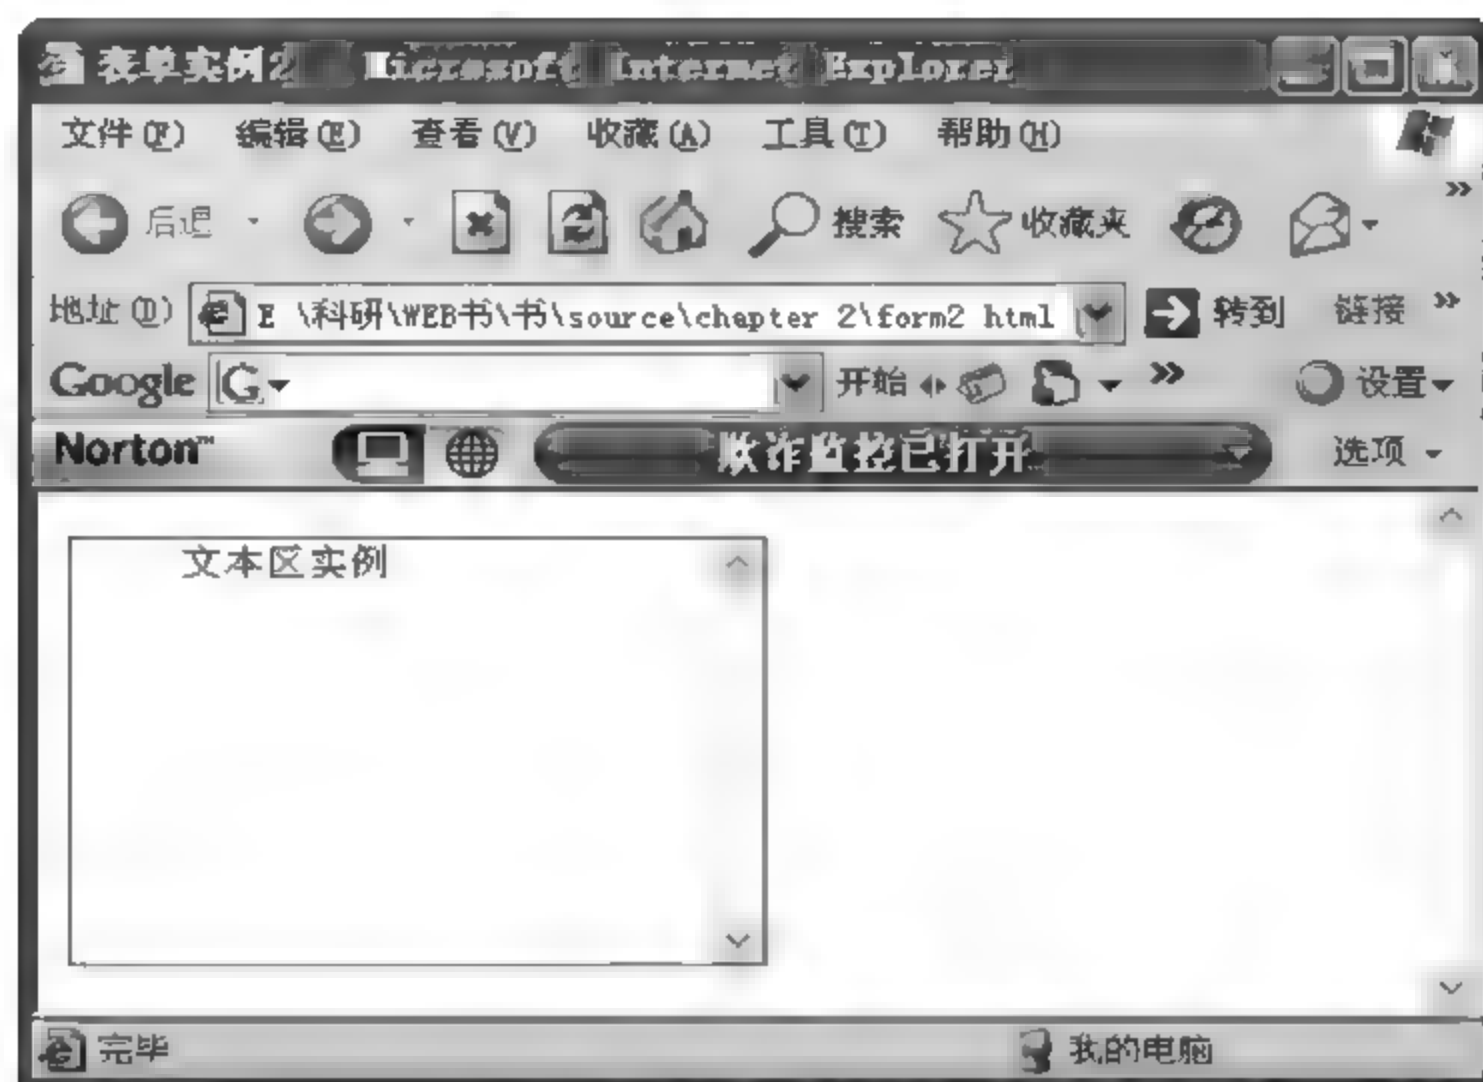 表单实例2 Microsoft Internet Explorer
文件(F) 编辑(E) 查看(V) 收藏(A) 工具(T) 帮助(H)
后退 搜索 收藏夹
地址(D) E \科研\WEB书\书\source\chapter 2\form2 html 转到 链接
Google G 开始 设置
Norton™ 欺诈监控已打开 选项
文本区实例
完毕 我的电脑